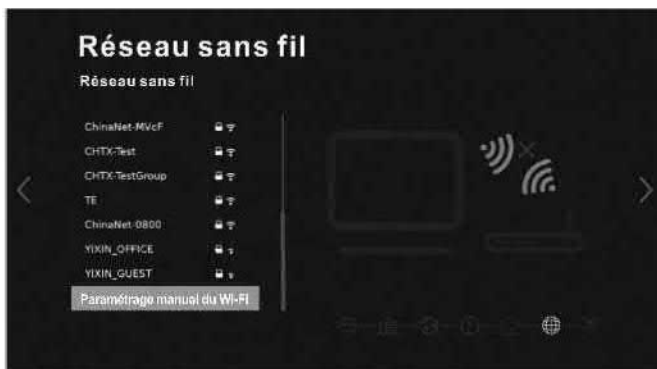 Réseau sans fil
Réseau sans fil
ChinaNet-MVcF
CHTX-Test
CHTX-TestGroup
TE
ChinaNet-0800
YIXIN_OFFICE
YIXIN_GUEST
Paramétrage manuel du Wi-Fi